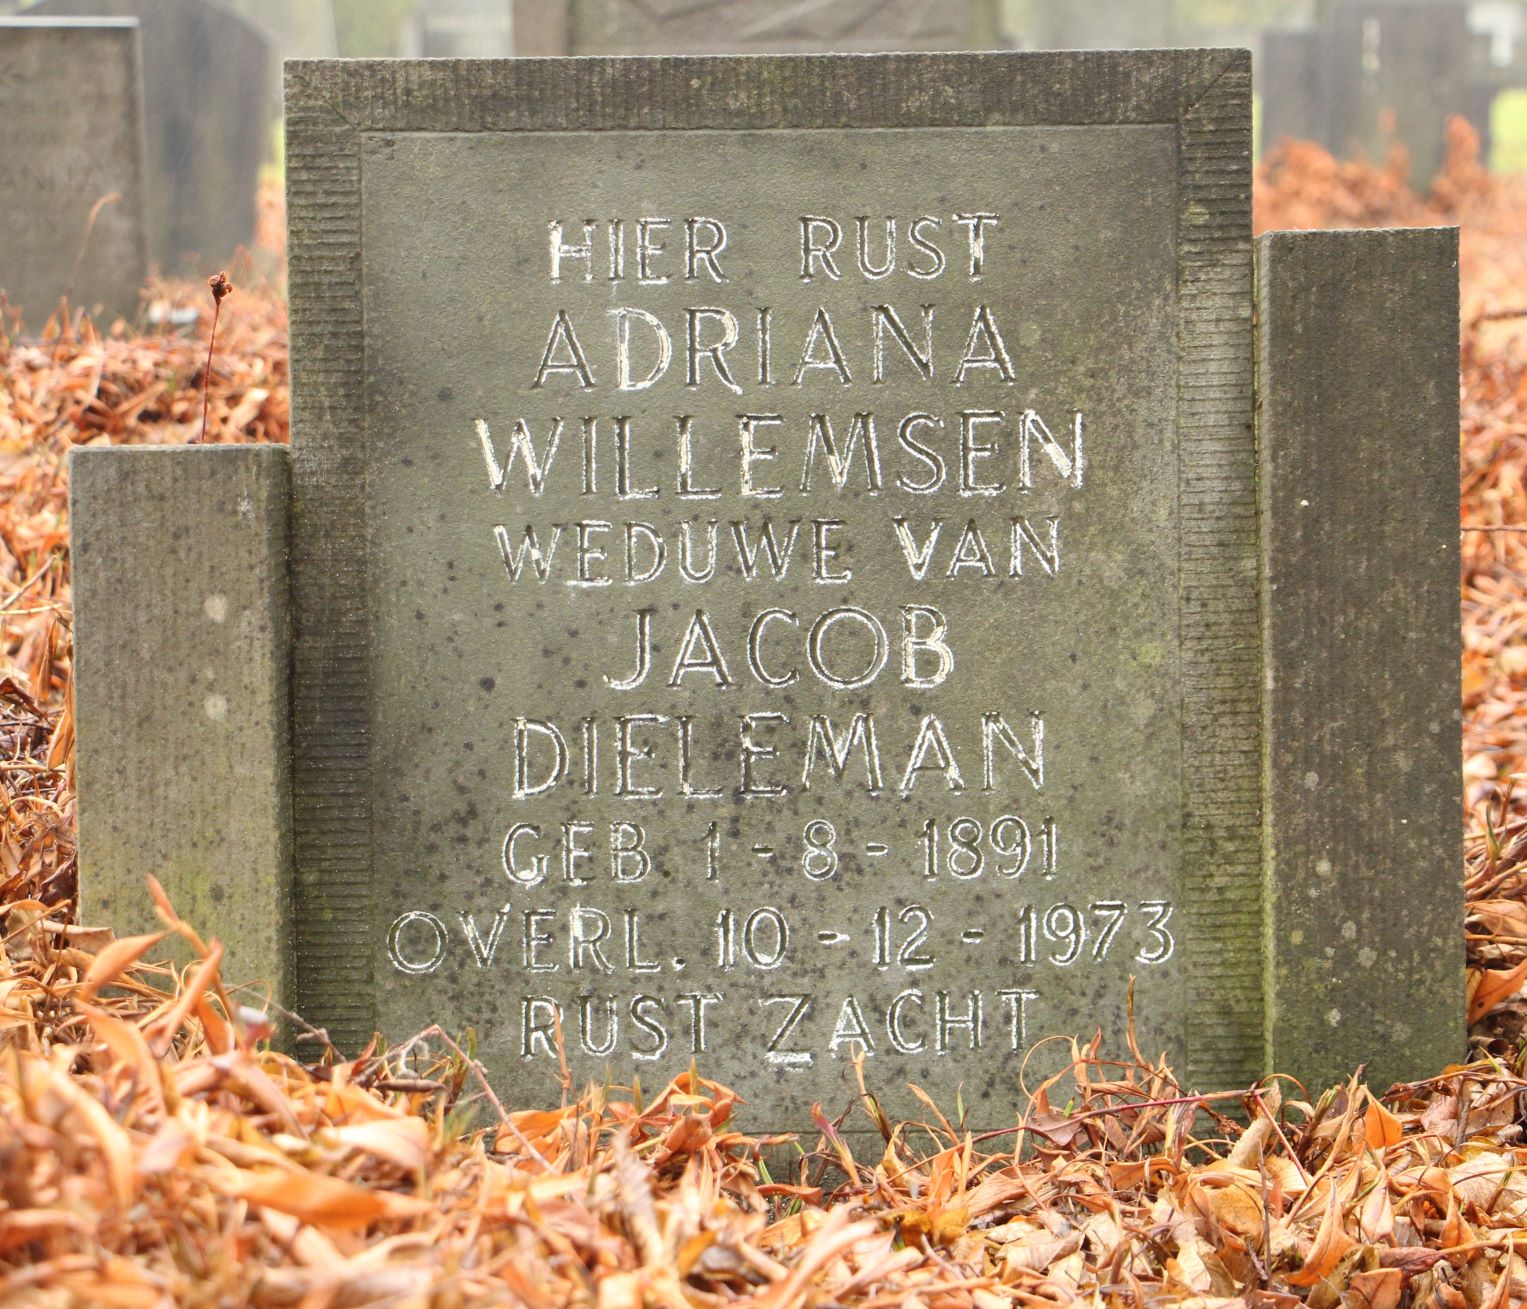 HIER RUST
ADRIANA
WILLEMSEN
WEDUWE VAN
JACOB
DIELEMAN
GEB 1 - 8 - 1891
OVERL. 10 - 12 - 1973
RUST ZACHT